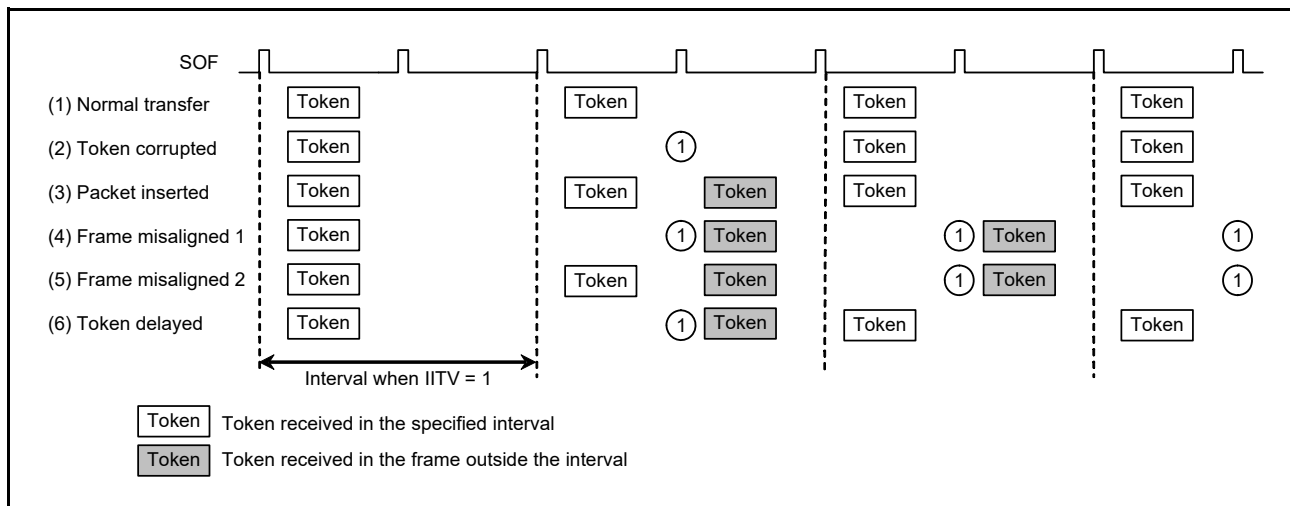 SOF
(1) Normal transfer Token Token Token Token
(2) Token corrupted Token 1 Token Token
(3) Packet inserted Token Token Token Token Token
(4) Frame misaligned 1 Token 1 Token 1 Token 1
(5) Frame misaligned 2 Token Token Token 1 Token 1
(6) Token delayed Token 1 Token Token Token
Interval when IITV = 1
Token Token received in the specified interval
Token Token received in the frame outside the interval